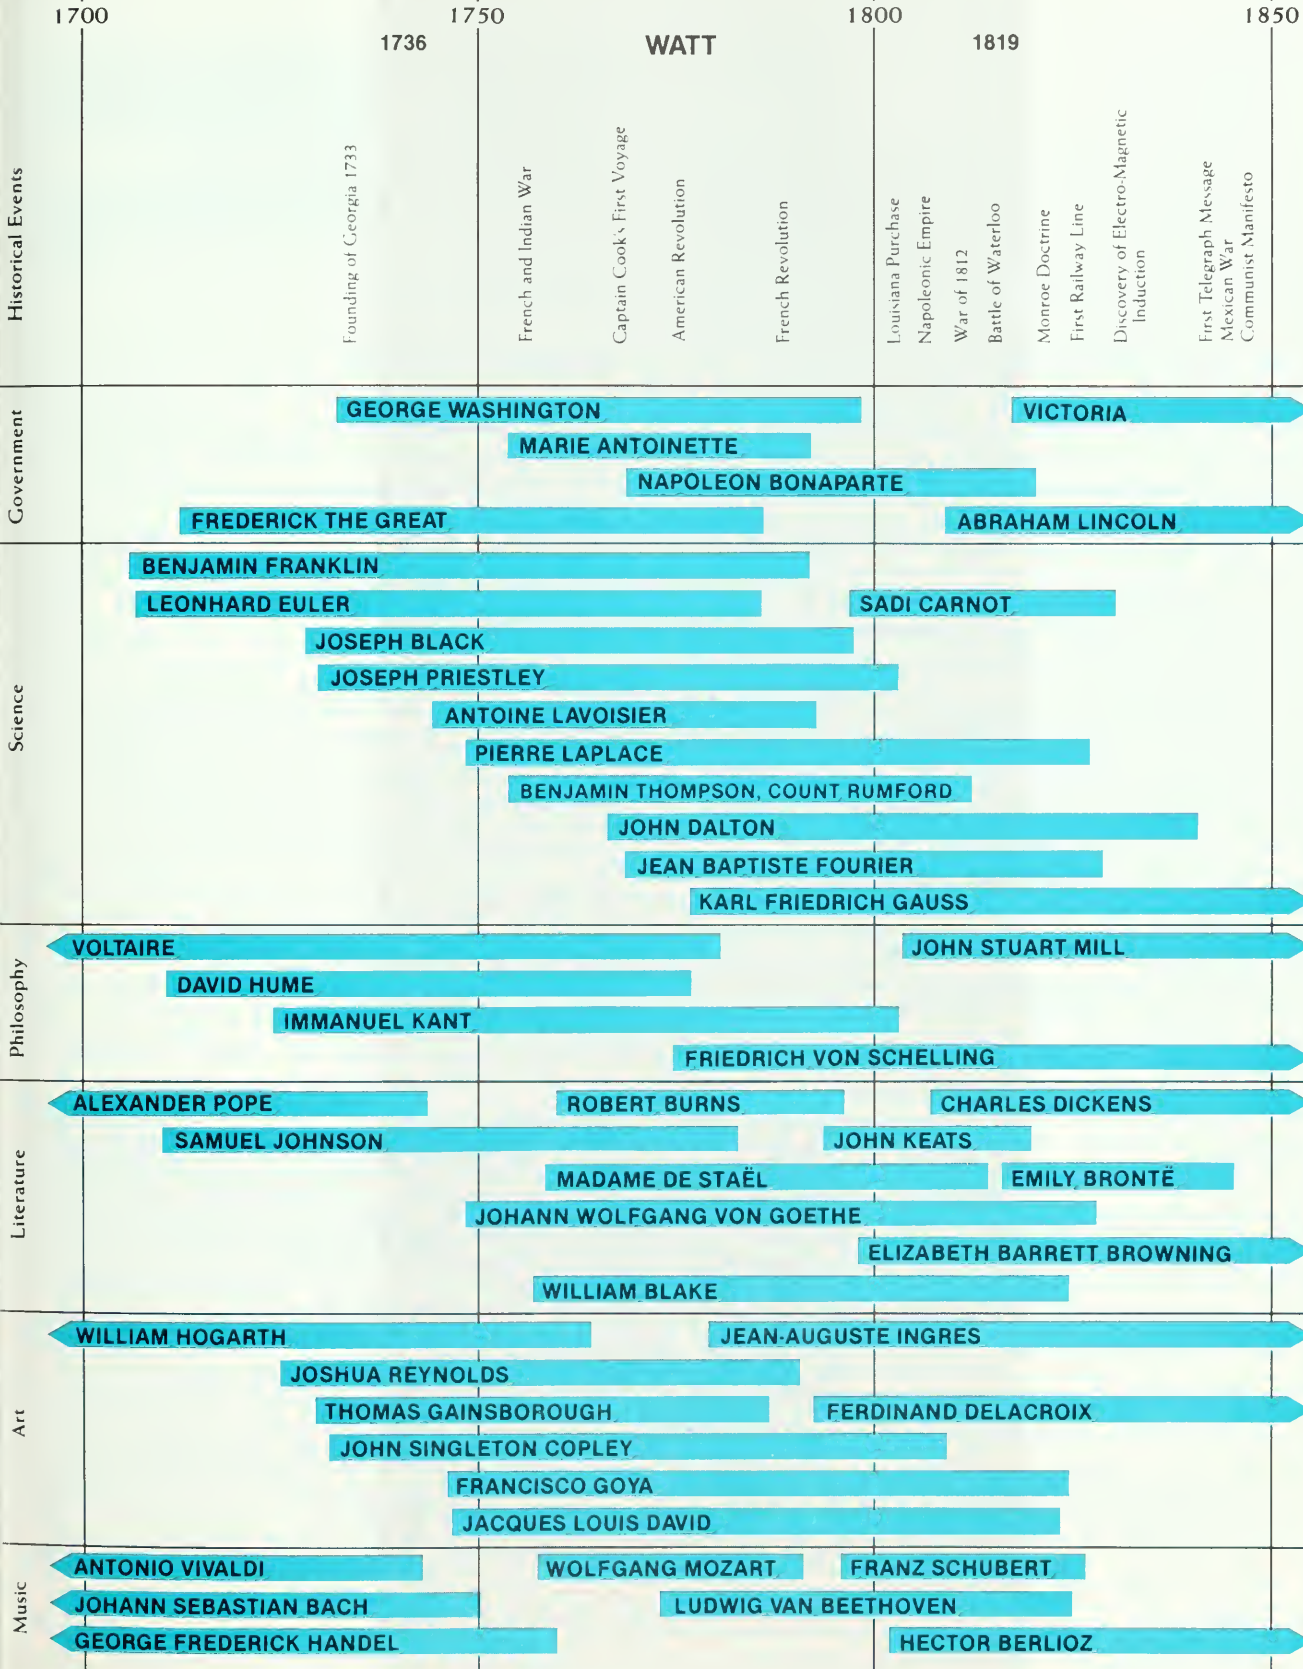 1700 1750 1800 1850
1736 WATT 1819
Historical Events
Founding of Georgia 1733
French and Indian War
Captain Cook's First Voyage
American Revolution
French Revolution
Louisiana Purchase
Napoleonic Empire
War of 1812
Battle of Waterloo
Monroe Doctrine
First Railway Line
Discovery of Electro-Magnetic
Induction
First Telegraph Message
Mexican War
Communist Manifesto
Government
GEORGE WASHINGTON VICTORIA
MARIE ANTOINETTE
NAPOLEON BONAPARTE
FREDERICK THE GREAT ABRAHAM LINCOLN
Science
BENJAMIN FRANKLIN
LEONHARD EULER SADI CARNOT
JOSEPH BLACK
JOSEPH PRIESTLEY
ANTOINE LAVOISIER
PIERRE LAPLACE
BENJAMIN THOMPSON, COUNT RUMFORD
JOHN DALTON
JEAN BAPTISTE FOURIER
KARL FRIEDRICH GAUSS
Philosophy
VOLTAIRE JOHN STUART MILL
DAVID HUME
IMMANUEL KANT
FRIEDRICH VON SCHELLING
Literature
ALEXANDER POPE ROBERT BURNS CHARLES DICKENS
SAMUEL JOHNSON JOHN KEATS
MADAME DE STAËL EMILY BRONTË
JOHANN WOLFGANG VON GOETHE
ELIZABETH BARRETT BROWNING
WILLIAM BLAKE
Art
WILLIAM HOGARTH JEAN-AUGUSTE INGRES
JOSHUA REYNOLDS
THOMAS GAINSBOROUGH FERDINAND DELACROIX
JOHN SINGLETON COPLEY
FRANCISCO GOYA
JACQUES LOUIS DAVID
Music
ANTONIO VIVALDI WOLFGANG MOZART FRANZ SCHUBERT
JOHANN SEBASTIAN BACH LUDWIG VAN BEETHOVEN
GEORGE FREDERICK HANDEL HECTOR BERLIOZ